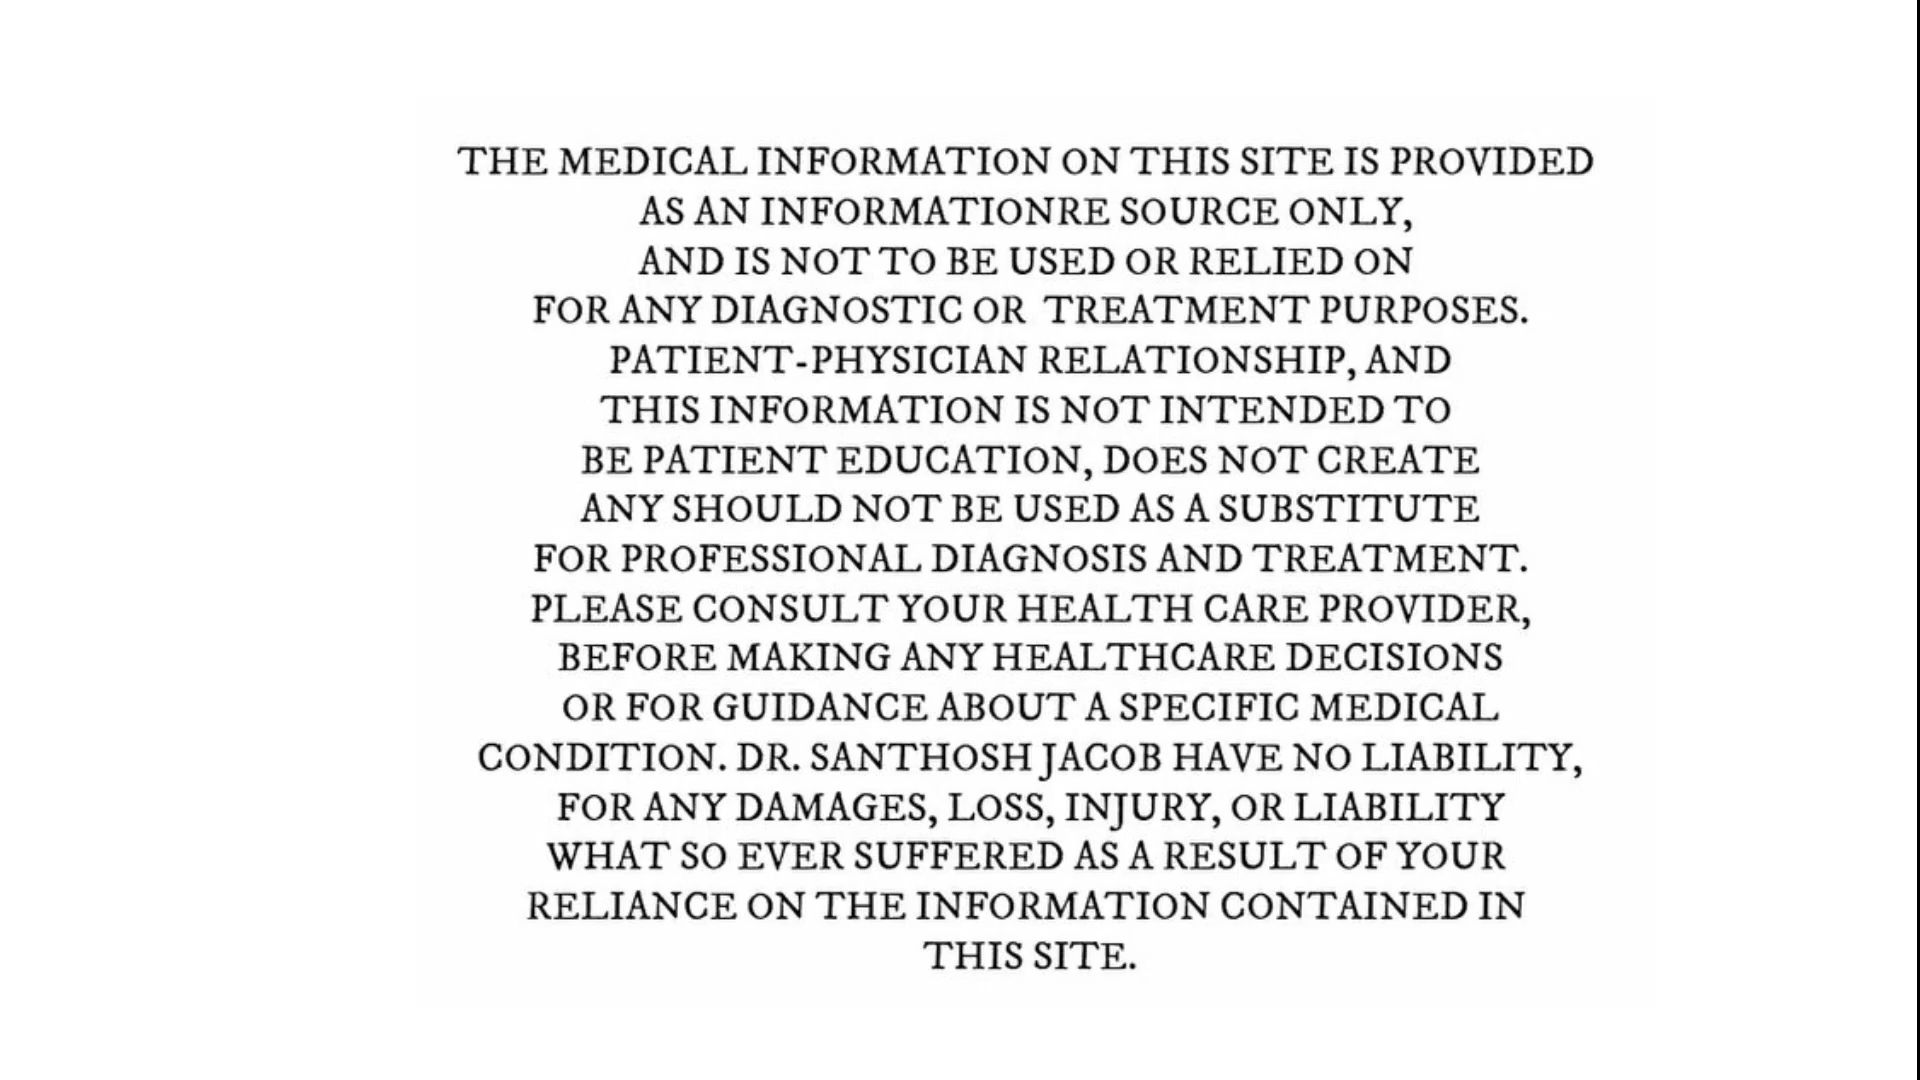 THE MEDICAL INFORMATION ON THIS SITE IS PROVIDED
AS AN INFORMATIONRE SOURCE ONLY,
AND IS NOT TO BE USED OR RELIED ON
FOR ANY DIAGNOSTIC OR  TREATMENT PURPOSES.
PATIENT-PHYSICIAN RELATIONSHIP, AND
THIS INFORMATION IS NOT INTENDED TO
BE PATIENT EDUCATION, DOES NOT CREATE
ANY SHOULD NOT BE USED AS A SUBSTITUTE
FOR PROFESSIONAL DIAGNOSIS AND TREATMENT.
PLEASE CONSULT YOUR HEALTH CARE PROVIDER,
BEFORE MAKING ANY HEALTHCARE DECISIONS
OR FOR GUIDANCE ABOUT A SPECIFIC MEDICAL
CONDITION. DR. SANTHOSH JACOB HAVE NO LIABILITY,
FOR ANY DAMAGES, LOSS, INJURY, OR LIABILITY
WHAT SO EVER SUFFERED AS A RESULT OF YOUR
RELIANCE ON THE INFORMATION CONTAINED IN
THIS SITE.